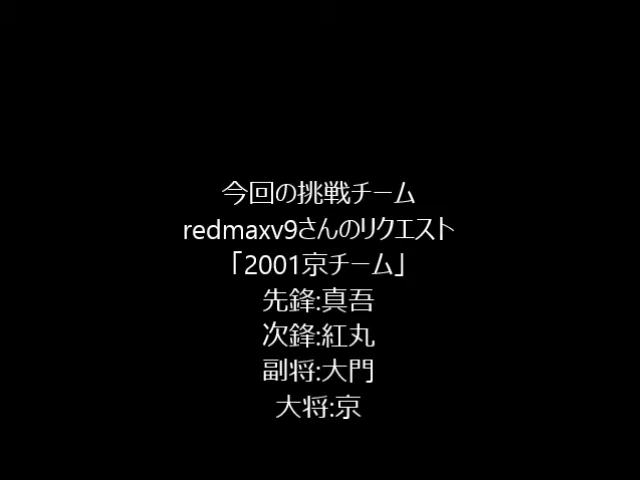 今回の挑戦チーム
redmaxv9さんのリクエスト
「2001京チーム」
先鋒:真吾
次鋒:紅丸
副将:大門
大将:京